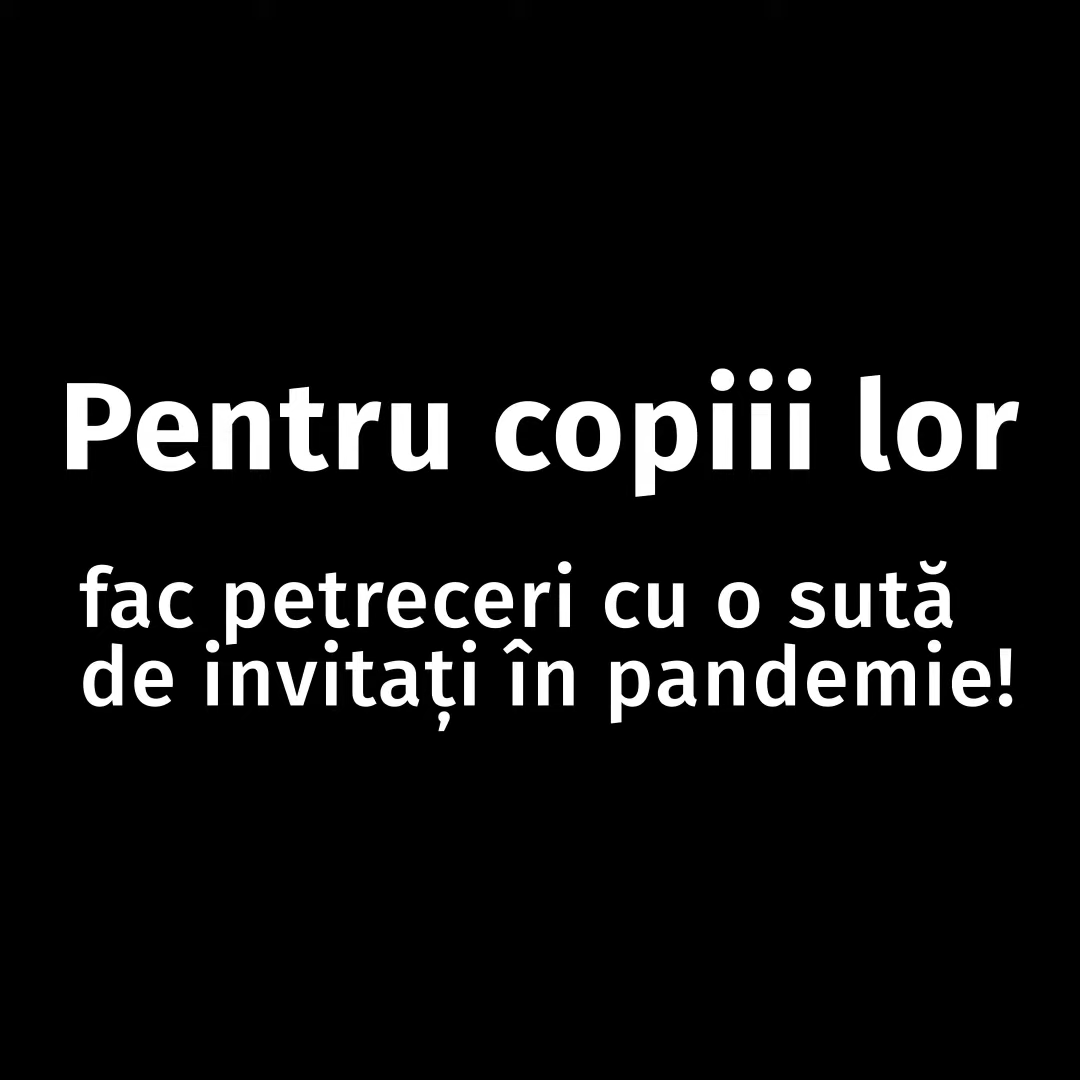 Pentru copiii lor
fac petreceri cu o sută
de invitați în pandemie!